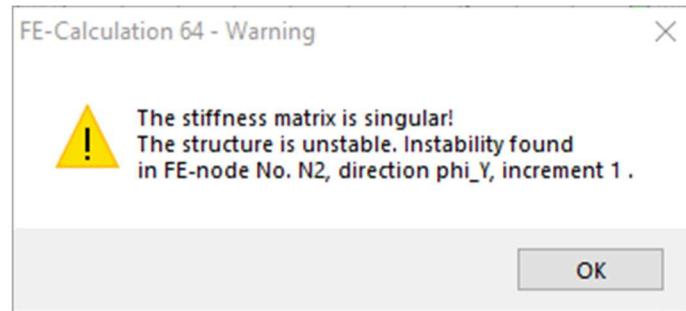 FE-Calculation 64 - Warning
The stiffness matrix is singular!
The structure is unstable. Instability found
in FE-node No. N2, direction phi_Y, increment 1 .
OK